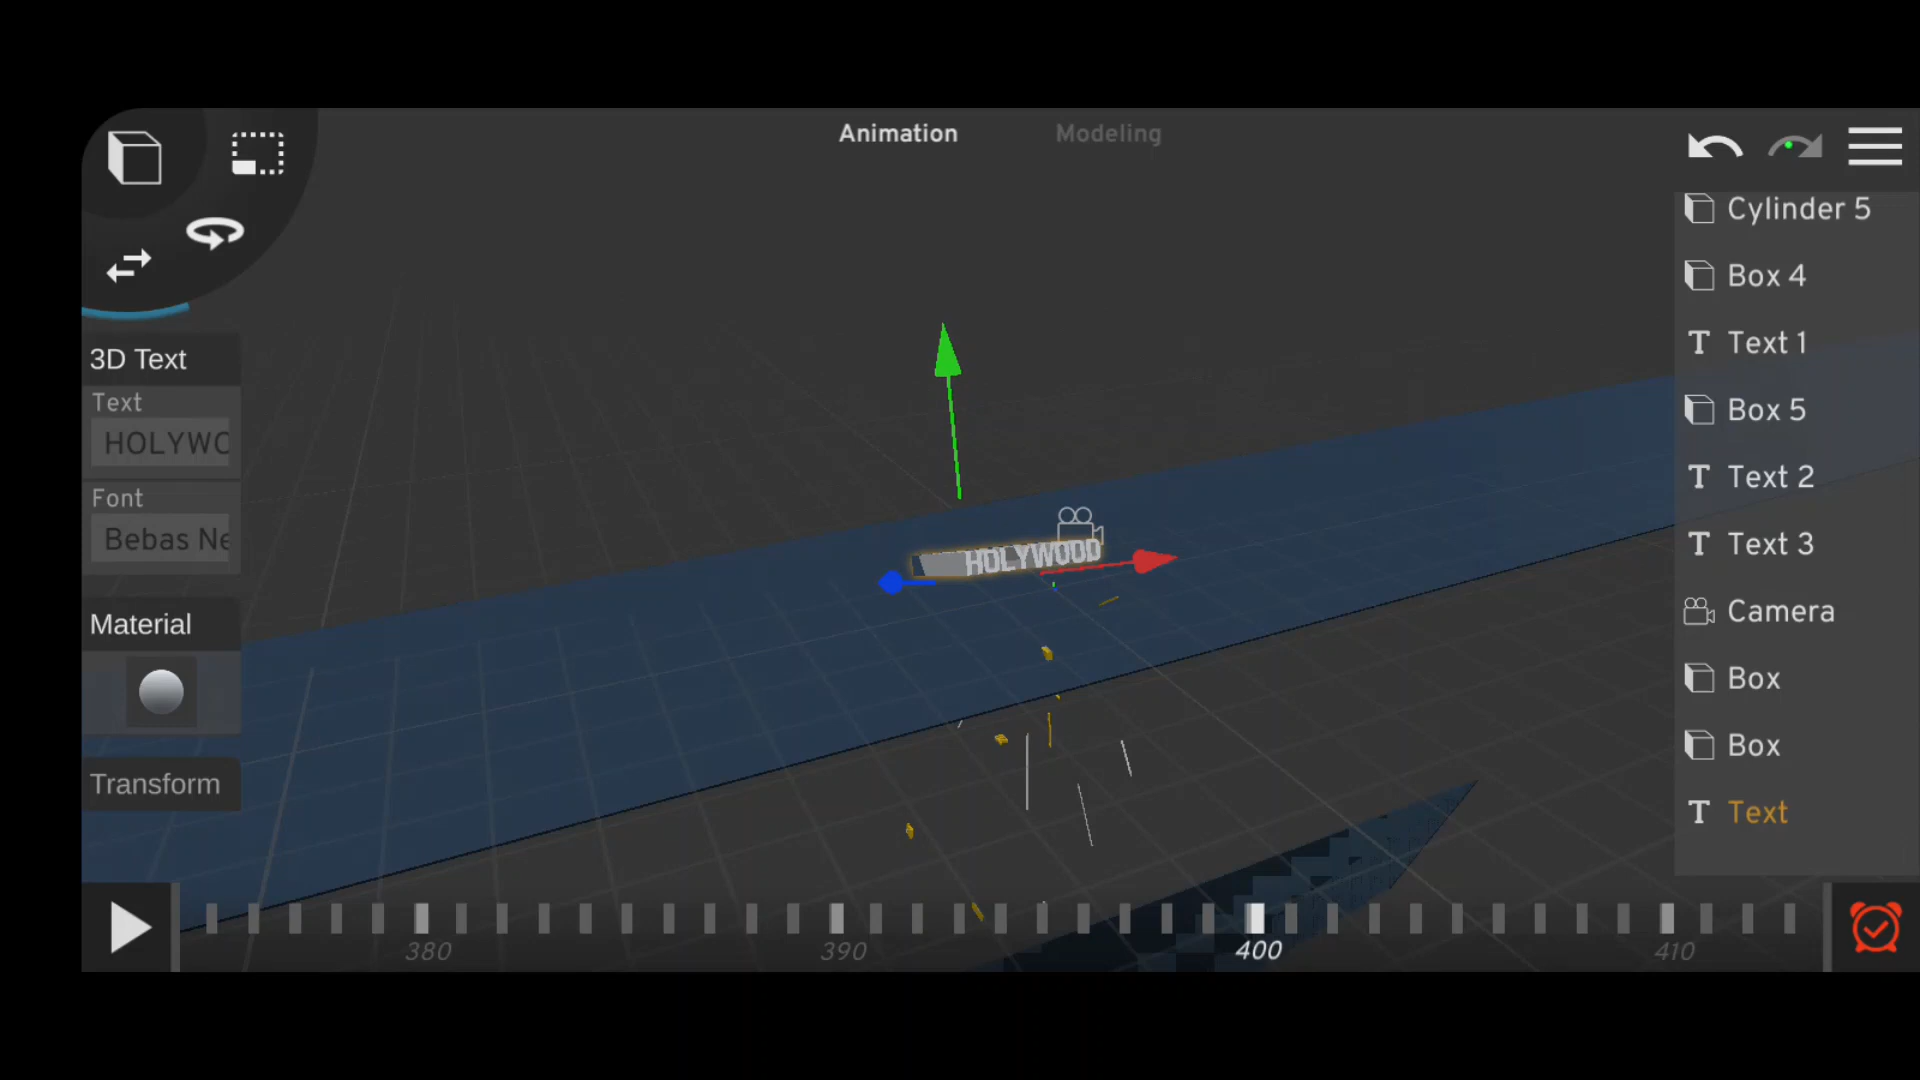 Animation Modeling
Cylinder 5
Box 4
Text 1
Box 5
Text 2
Text 3
Camera
Box
Box
Text
3D Text
Text
HOLYWO
Font
Bebas Ne
Material
Transform
HOLYWOOD
380 390 400 410